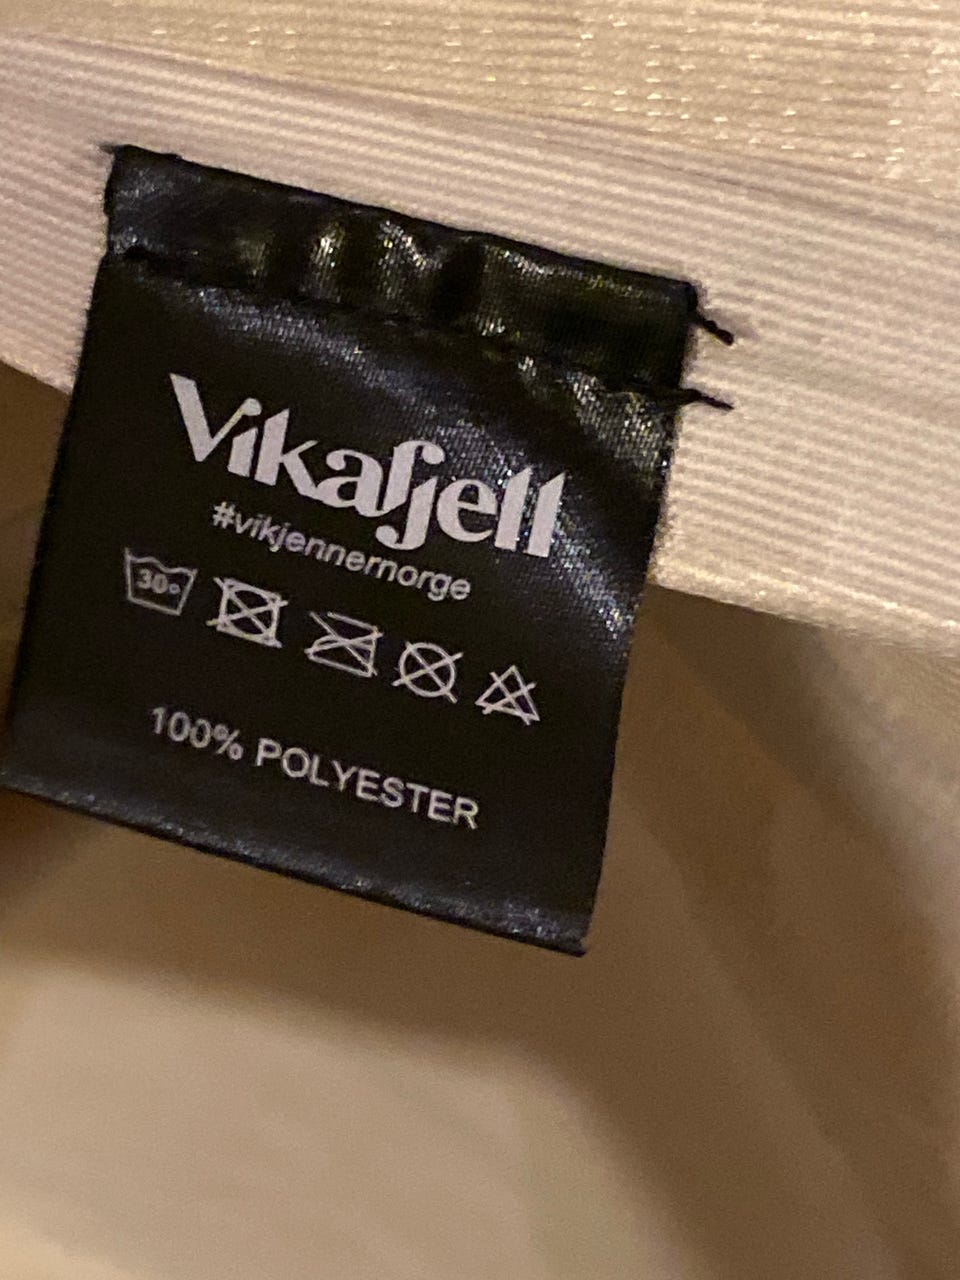 Vikafjell
#vikjennernorge
30°
100% POLYESTER